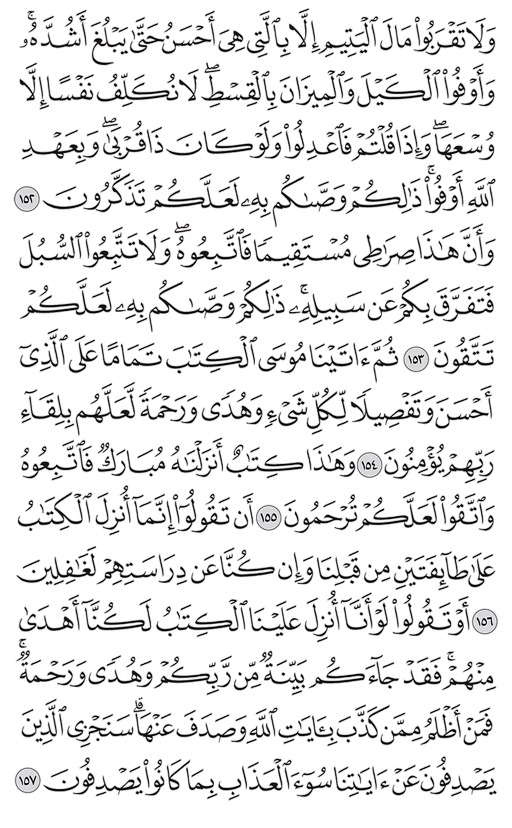 وَلَا تَقْرَبُوا۟ مَالَ ٱلْيَتِيمِ إِلَّا بِٱلَّتِى هِىَ أَحْسَنُ حَتَّىٰ يَبْلُغَ أَشُدَّهُۥ ۖ
وَأَوْفُوا۟ ٱلْكَيْلَ وَٱلْمِيزَانَ بِٱلْقِسْطِ ۖ لَا نُكَلِّفُ نَفْسًا إِلَّا
وُسْعَهَا ۖ وَإِذَا قُلْتُمْ فَٱعْدِلُوا۟ وَلَوْ كَانَ ذَا قُرْبَىٰ ۖ وَبِعَهْدِ
ٱللَّهِ أَوْفُوا۟ ۚ ذَٰلِكُمْ وَصَّىٰكُم بِهِۦ لَعَلَّكُمْ تَذَكَّرُونَ ١٥٢
وَأَنَّ هَٰذَا صِرَٰطِى مُسْتَقِيمًا فَٱتَّبِعُوهُ ۖ وَلَا تَتَّبِعُوا۟ ٱلسُّبُلَ
فَتَفَرَّقَ بِكُمْ عَن سَبِيلِهِۦ ۚ ذَٰلِكُمْ وَصَّىٰكُم بِهِۦ لَعَلَّكُمْ
تَتَّقُونَ ١٥٣ ثُمَّ ءَاتَيْنَا مُوسَى ٱلْكِتَٰبَ تَمَامًا عَلَى ٱلَّذِىٓ
أَحْسَنَ وَتَفْصِيلًا لِّكُلِّ شَىْءٍ وَهُدًى وَرَحْمَةً لَّعَلَّهُم بِلِقَآءِ
رَبِّهِمْ يُؤْمِنُونَ ١٥٤ وَهَٰذَا كِتَٰبٌ أَنزَلْنَٰهُ مُبَارَكٌ فَٱتَّبِعُوهُ
وَٱتَّقُوا۟ لَعَلَّكُمْ تُرْحَمُونَ ١٥٥ أَن تَقُولُوٓا۟ إِنَّمَآ أُنزِلَ ٱلْكِتَٰبُ
عَلَىٰ طَآئِفَتَيْنِ مِن قَبْلِنَا وَإِن كُنَّا عَن دِرَاسَتِهِمْ لَغَٰفِلِينَ
١٥٦ أَوْ تَقُولُوا۟ لَوْ أَنَّآ أُنزِلَ عَلَيْنَا ٱلْكِتَٰبُ لَكُنَّآ أَهْدَىٰ
مِنْهُمْ ۚ فَقَدْ جَآءَكُم بَيِّنَةٌ مِّن رَّبِّكُمْ وَهُدًى وَرَحْمَةٌ ۚ
فَمَنْ أَظْلَمُ مِمَّن كَذَّبَ بِـَٔايَٰتِ ٱللَّهِ وَصَدَفَ عَنْهَا ۗ سَنَجْزِى ٱلَّذِينَ
يَصْدِفُونَ عَنْ ءَايَٰتِنَا سُوٓءَ ٱلْعَذَابِ بِمَا كَانُوا۟ يَصْدِفُونَ ١٥٧